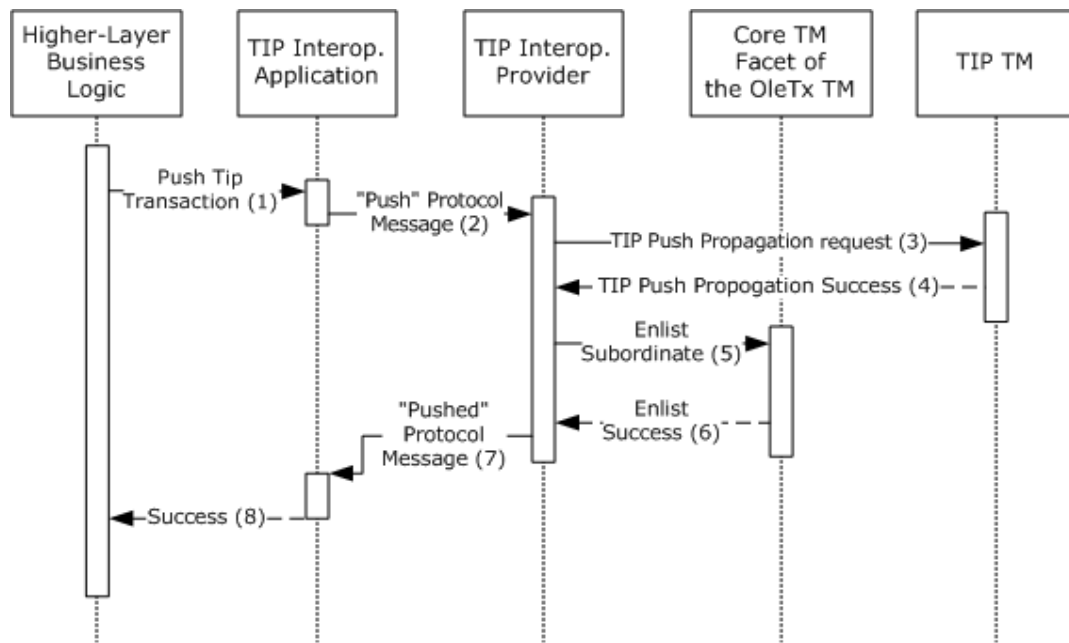 Higher-Layer
Business
Logic
TIP Interop.
Application
TIP Interop.
Provider
Core TM
Facet of
the OleTx TM
TIP TM
Push Tip
Transaction (1)
"Push" Protocol
Message (2)
TIP Push Propagation request (3)
TIP Push Propogation Success (4)
Enlist
Subordinate (5)
Enlist
Success (6)
"Pushed"
Protocol
Message (7)
Success (8)